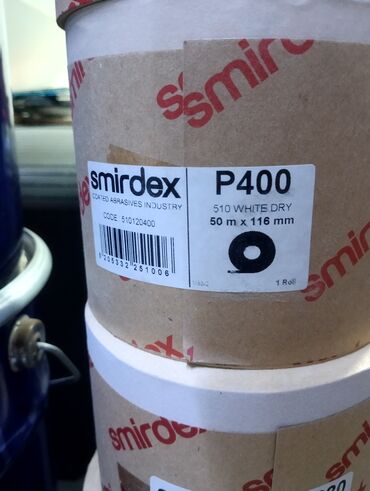 smirdex
smirdex
smirdex
COATED ABRASIVES INDUSTRY
CODE: 510120400
P400
510 WHITE DRY
50 m x 116 mm
1 Roll
smirdex
smirdex